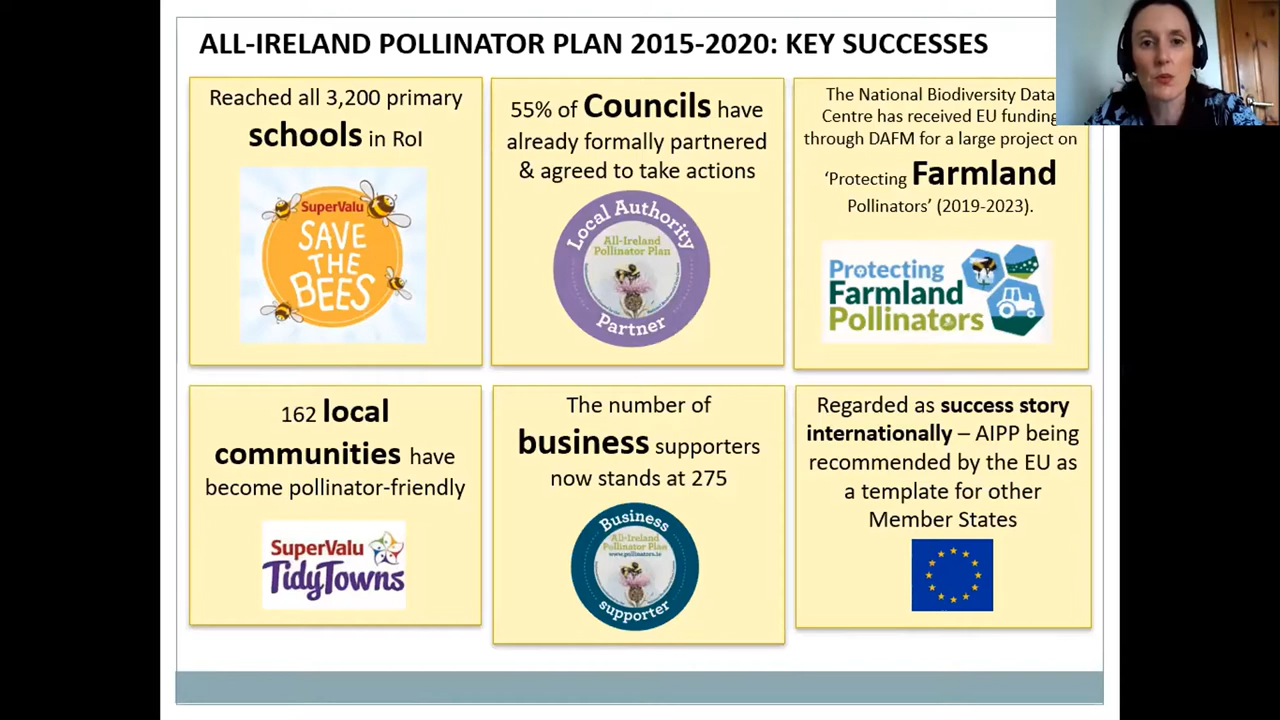 ALL-IRELAND POLLINATOR PLAN 2015-2020: KEY SUCCESSES
Reached all 3,200 primary
schools in RoI
SuperValu
SAVE
THE
BEES
55% of Councils have
already formally partnered
& agreed to take actions
Local Authority
All-Ireland
Pollinator Plan
Partner
The National Biodiversity Data
Centre has received EU funding
through DAFM for a large project on
‘Protecting Farmland
Pollinators’ (2019-2023).
Protecting
Farmland
Pollinators
162 local
communities have
become pollinator-friendly
SuperValu
TidyTowns
The number of
business supporters
now stands at 275
Business
All-Ireland
Pollinator Plan
www.pollinators.ie
supporter
Regarded as success story
internationally – AIPP being
recommended by the EU as
a template for other
Member States